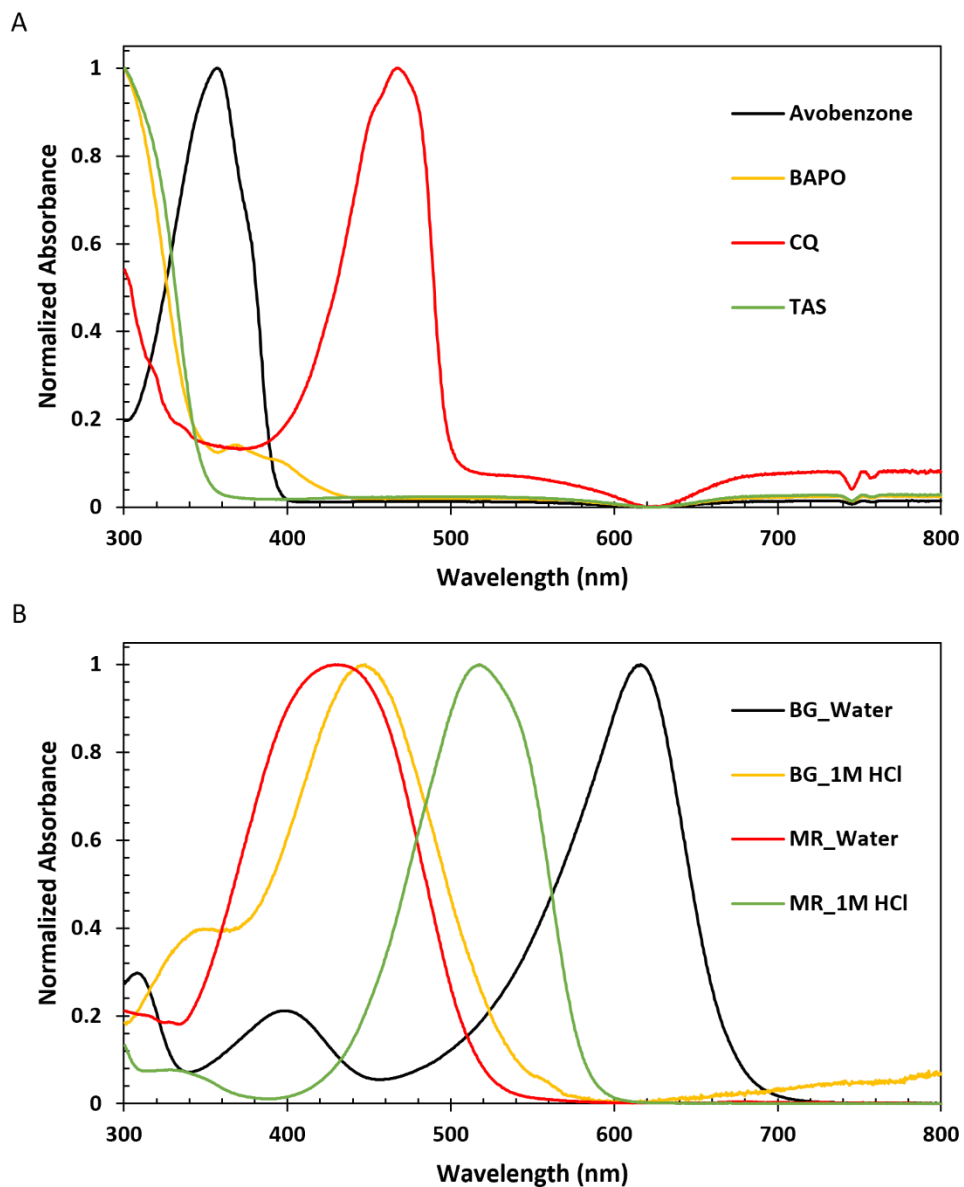 A
Normalized Absorbance
1
0.8
0.6
0.4
0.2
0
300
400
500
600
700
800
Wavelength (nm)
Avobenzone
BAPO
CQ
TAS
B
Normalized Absorbance
1
0.8
0.6
0.4
0.2
0
300
400
500
600
700
800
Wavelength (nm)
BG_Water
BG_1M HCl
MR_Water
MR_1M HCl